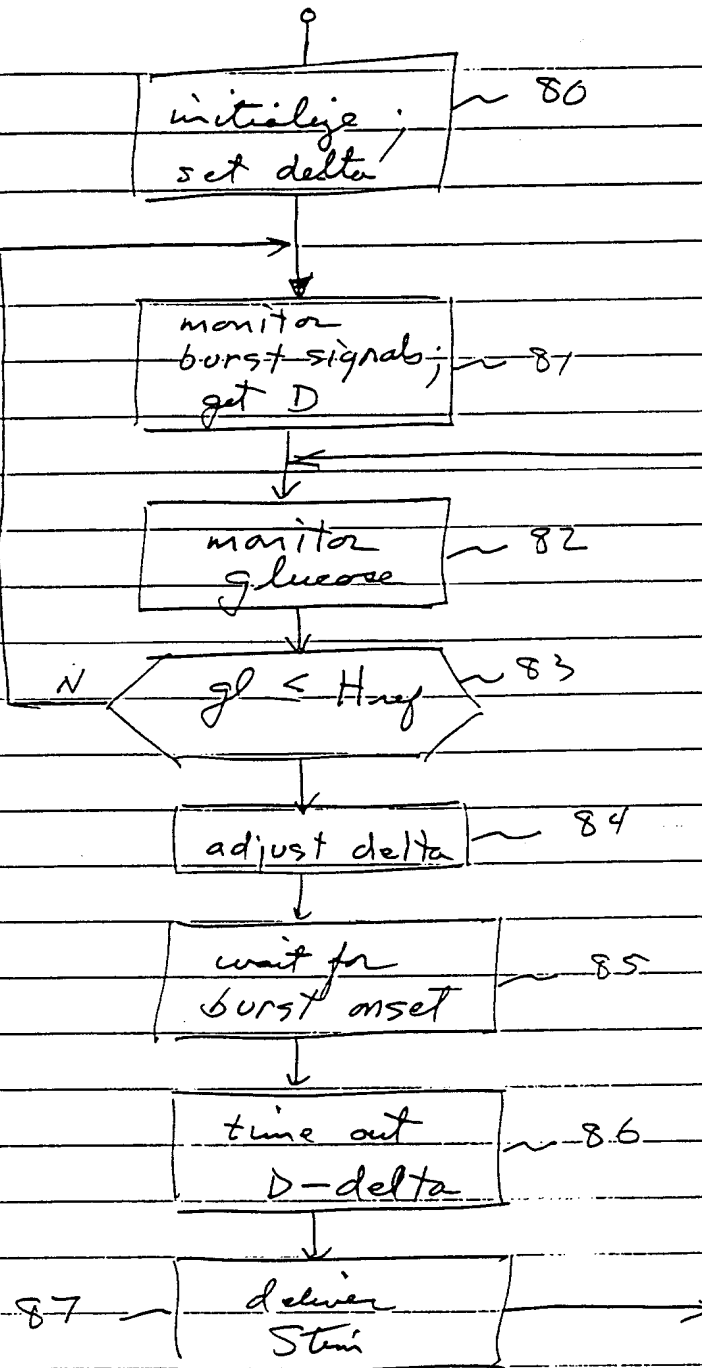 initialize; 80
set delta
monitor
burst signals; 81
get D
monitor 82
glucose
gl < Href 83
N
adjust delta 84
wait for 85
burst onset
time out 86
D-delta
87 deliver
Stim